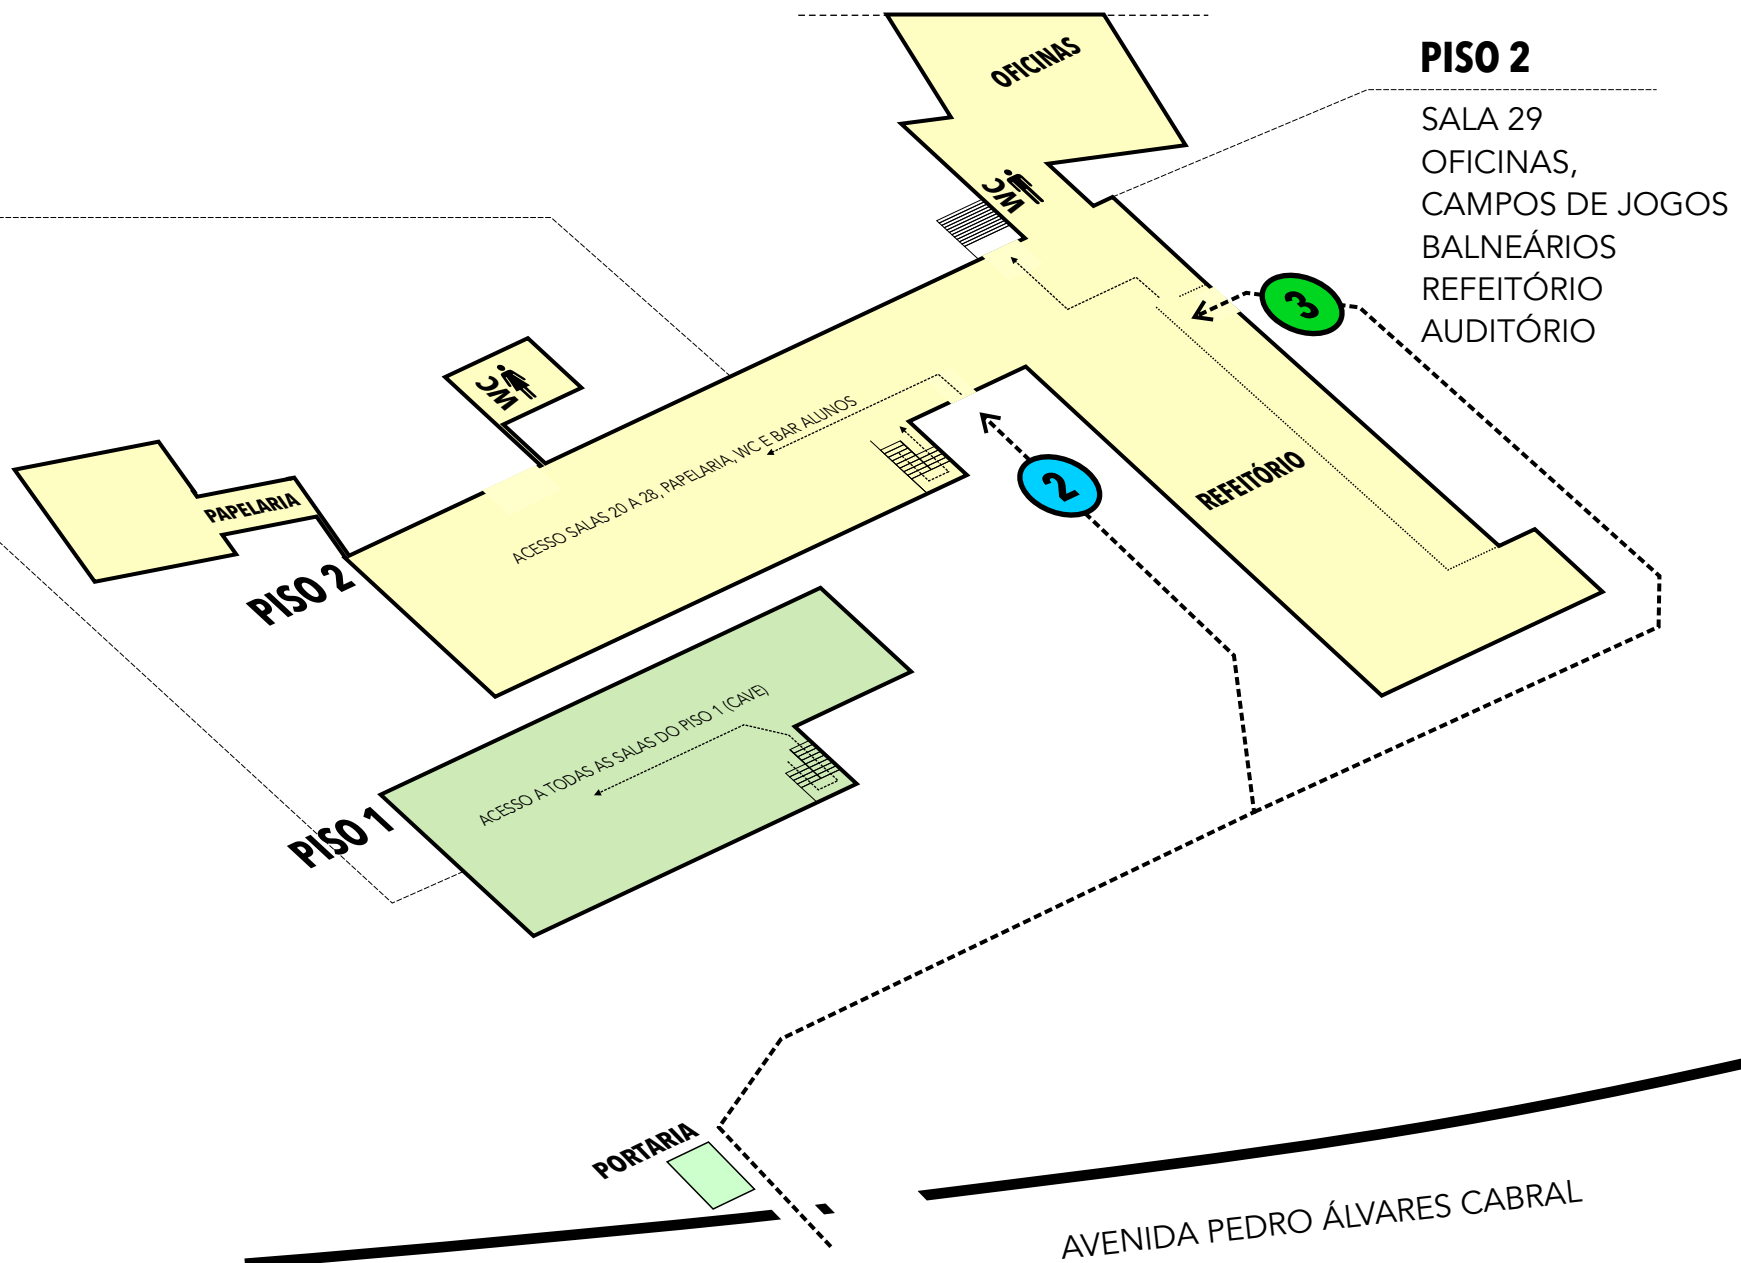 OFICINAS
PISO 2
SALA 29
OFICINAS,
CAMPOS DE JOGOS
BALNEÁRIOS
REFEITÓRIO
AUDITÓRIO
WC
3
WC
ACESSO SALAS 20 A 28, PAPELARIA, WC E BAR ALUNOS
2
REFEITÓRIO
PAPELARIA
PISO 2
ACESSO A TODAS AS SALAS DO PISO 1 (CAVE)
PISO 1
PORTARIA
AVENIDA PEDRO ÁLVARES CABRAL